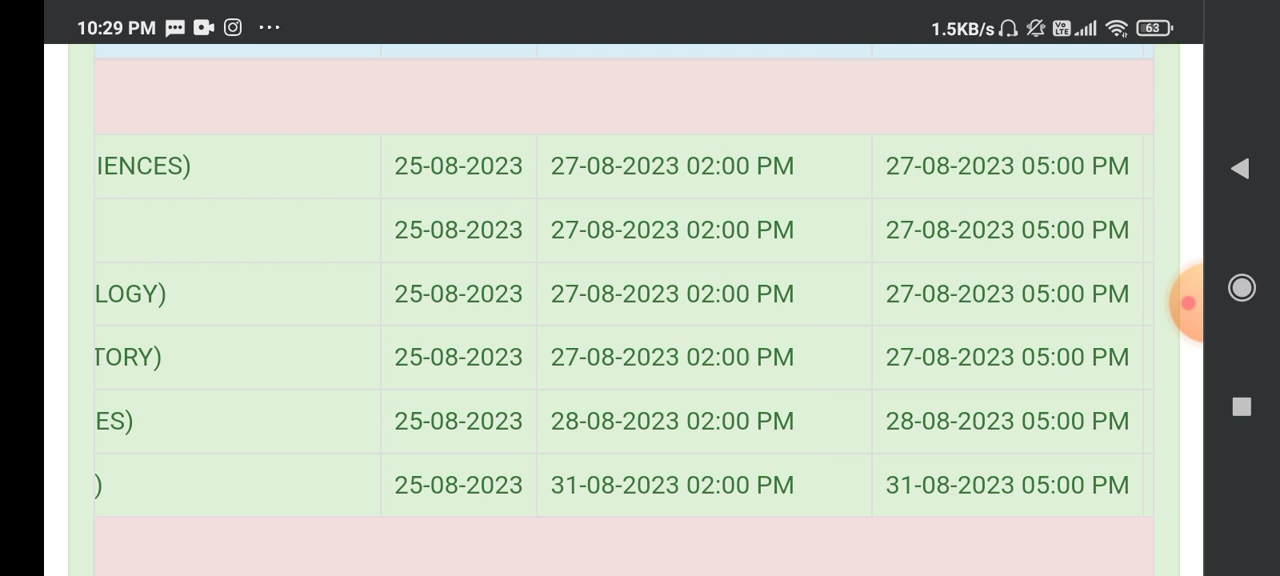 10:29 PM ... 1.5KB/s Vo LTE 63
IENCES) 25-08-2023 27-08-2023 02:00 PM 27-08-2023 05:00 PM
25-08-2023 27-08-2023 02:00 PM 27-08-2023 05:00 PM
LOGY) 25-08-2023 27-08-2023 02:00 PM 27-08-2023 05:00 PM
TORY) 25-08-2023 27-08-2023 02:00 PM 27-08-2023 05:00 PM
ES) 25-08-2023 28-08-2023 02:00 PM 28-08-2023 05:00 PM
) 25-08-2023 31-08-2023 02:00 PM 31-08-2023 05:00 PM